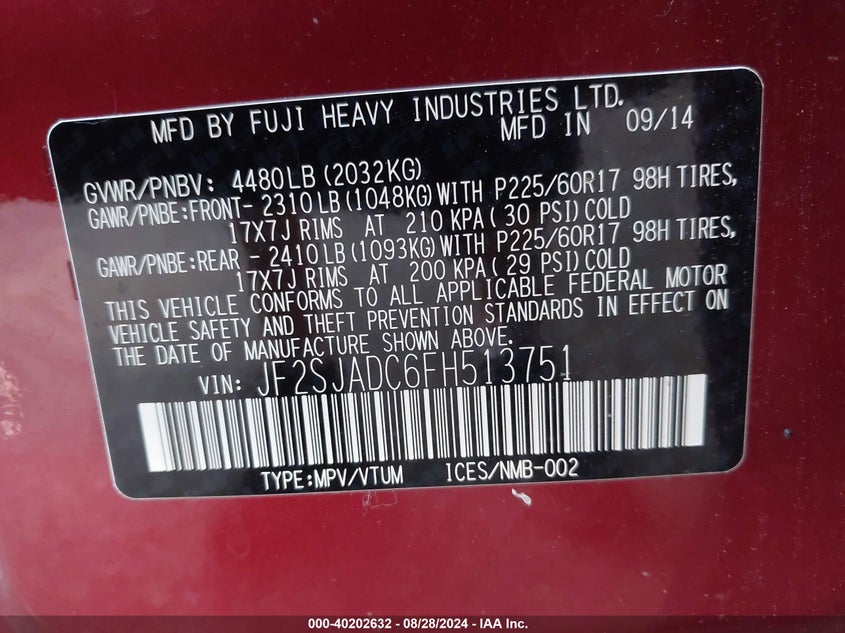 MFD BY FUJI HEAVY INDUSTRIES LTD.
MFD IN 09/14
GVWR/PNBV: 4480LB (2032KG)
GAWR/PNBE:FRONT- 2310 LB (1048KG) WITH P225/60R17 98H TIRES,
17X7J RIMS AT 210 KPA ( 30 PSI) COLD
GAWR/PNBE:REAR - 2410 LB (1093KG) WITH P225/60R17 98H TIRES,
17X7J RIMS AT 200 KPA ( 29 PSI) COLD
THIS VEHICLE CONFORMS TO ALL APPLICABLE FEDERAL MOTOR
VEHICLE SAFETY AND THEFT PREVENTION STANDARDS IN EFFECT ON
THE DATE OF MANUFACTURE SHOWN ABOVE.
VIN: JF2SJADC6FH513751
TYPE:MPV/VTUM ICES/NMB-002
000-40202632 - 08/28/2024 - IAA, Inc.